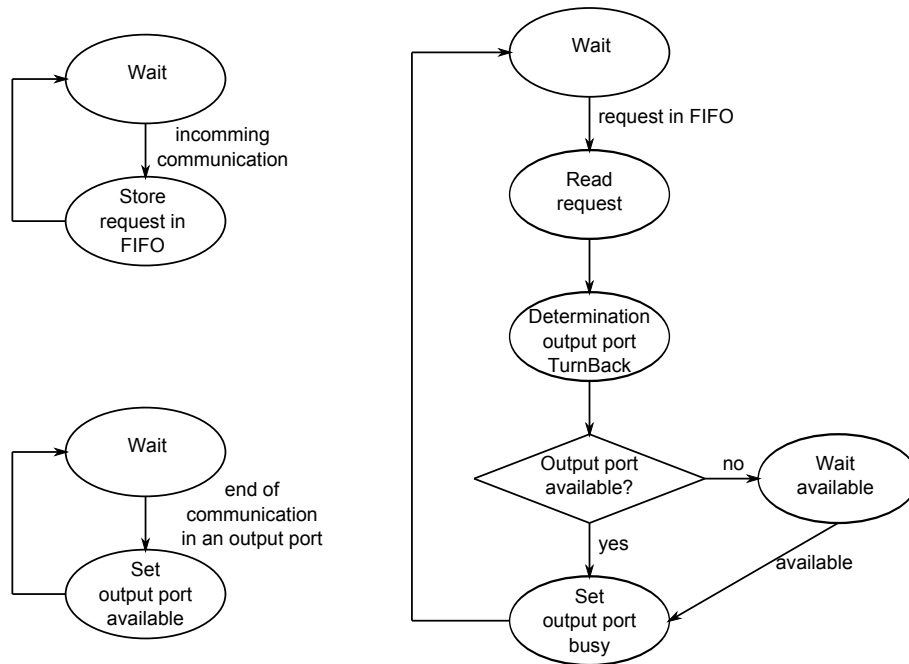 Wait
incomming
communication
Store
request in
FIFO
Wait
end of
communication
in an output port
Set
output port
available
Wait
request in FIFO
Read
request
Determination
output port
TurnBack
Output port
available?
no
Wait
available
yes
available
Set
output port
busy